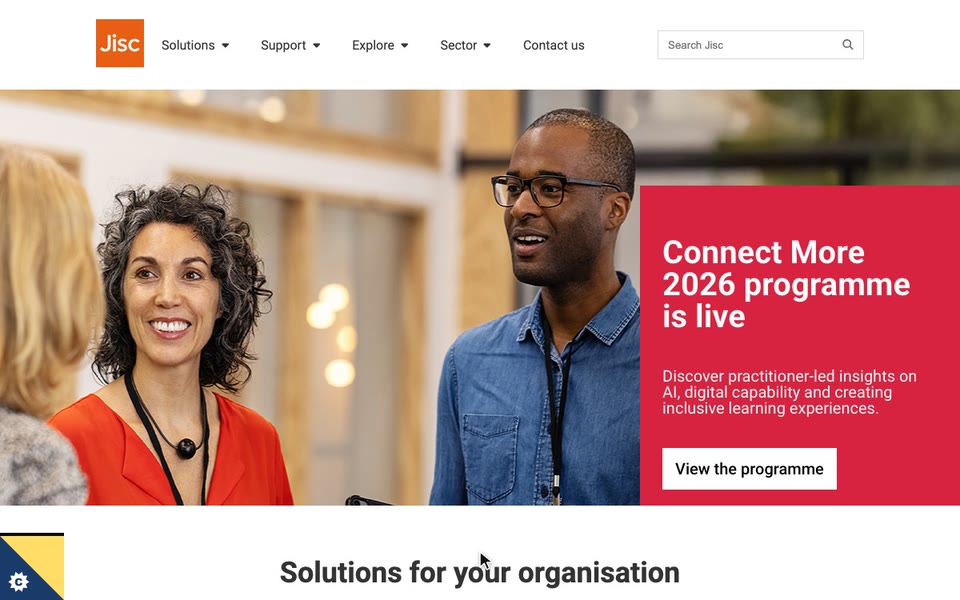 Jisc
Solutions
Support
Explore
Sector
Contact us
Search Jisc
Connect More
2026 programme
is live
Discover practitioner-led insights on
AI, digital capability and creating
inclusive learning experiences.
View the programme
C
Solutions for your organisation